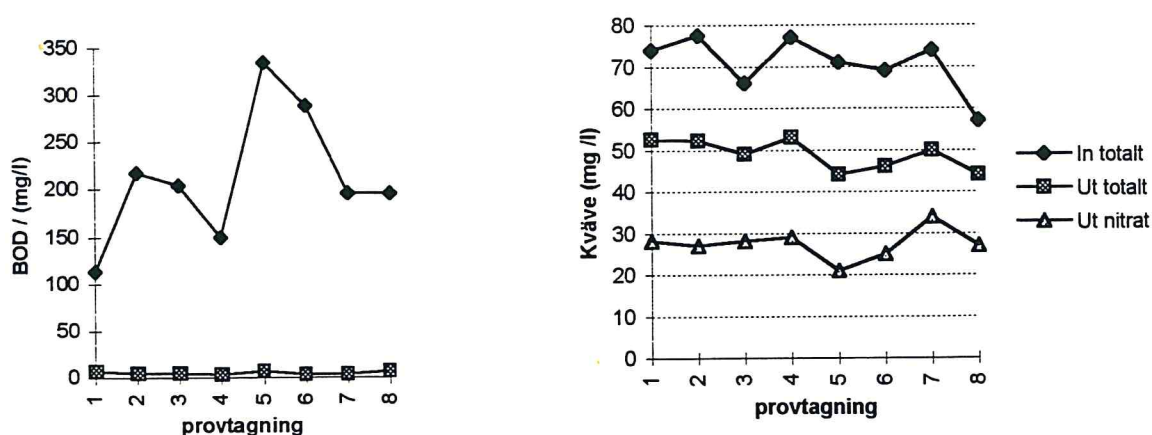 BOD / (mg/l)
350
300
250
200
150
100
50
0
1 2 3 4 5 6 7 8
provtagning
Kväve (mg /l)
80
70
60
50
40
30
20
10
0
1 2 3 4 5 6 7 8
provtagning
In totalt
Ut totalt
Ut nitrat